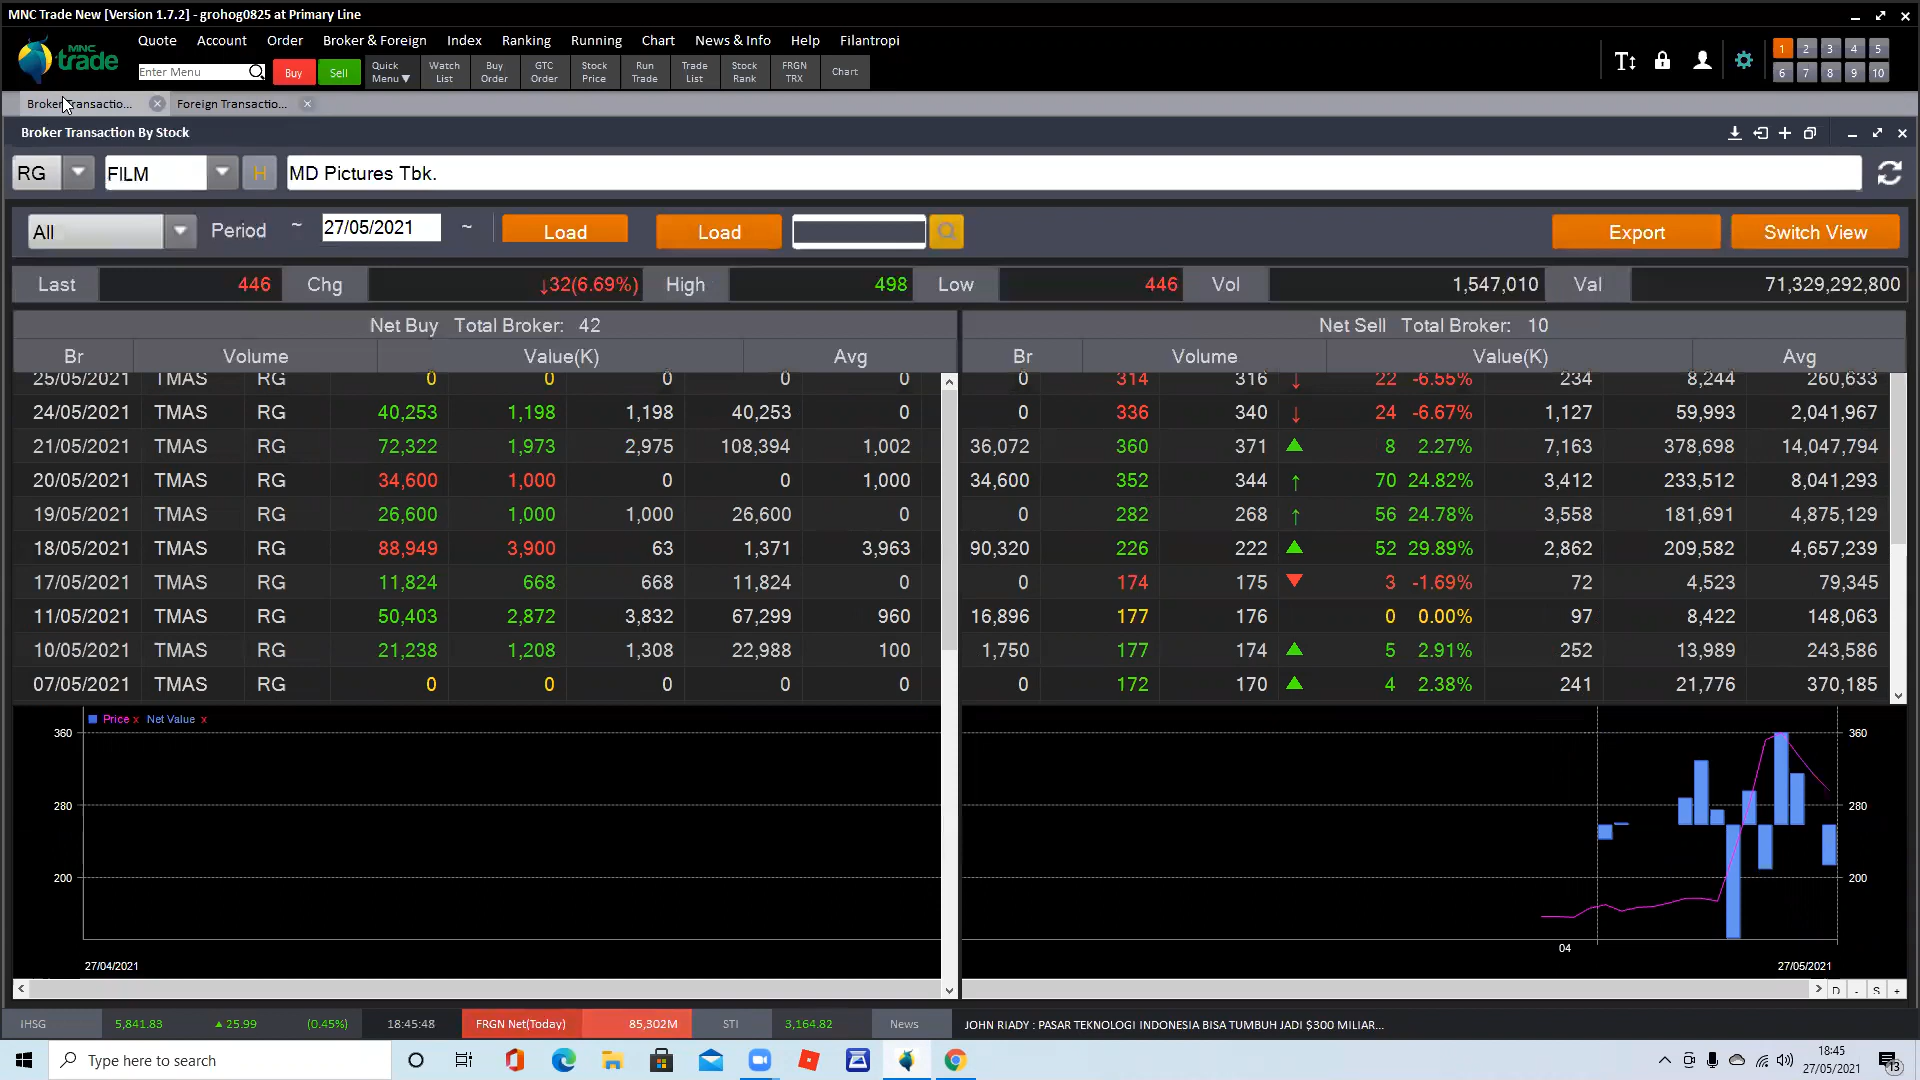 MNC Trade New [Version 1.7.2] - grohog0825 at Primary Line
MNC trade
Quote Account Order Broker & Foreign Index Ranking Running Chart News & Info Help Filantropi
Enter Menu Buy Sell Quick Menu▼ Watch List Buy Order GTC Order Stock Price Run Trade Trade List Stock Rank FRGN TRX Chart
1 2 3 4 5
6 7 8 9 10
Broker Transactio... Foreign Transactio...
Broker Transaction By Stock
RG FILM H MD Pictures Tbk.
All Period ~ 27/05/2021 ~ Load Load Export Switch View
Last 446 Chg ↓32(6.69%) High 498 Low 446 Vol 1,547,010 Val 71,329,292,800
Net Buy Total Broker: 42 Net Sell Total Broker: 10
Br Volume Value(K) Avg Br Volume Value(K) Avg
25/05/2021 TMAS RG 0 0 0 0 0 0 314 316 ↓ 22 -6.55% 234 8,244 260,633
24/05/2021 TMAS RG 40,253 1,198 1,198 40,253 0 0 336 340 ↓ 24 -6.67% 1,127 59,993 2,041,967
21/05/2021 TMAS RG 72,322 1,973 2,975 108,394 1,002 36,072 360 371 ▲ 8 2.27% 7,163 378,698 14,047,794
20/05/2021 TMAS RG 34,600 1,000 0 0 1,000 34,600 352 344 ↑ 70 24.82% 3,412 233,512 8,041,293
19/05/2021 TMAS RG 26,600 1,000 1,000 26,600 0 0 282 268 ↑ 56 24.78% 3,558 181,691 4,875,129
18/05/2021 TMAS RG 88,949 3,900 63 1,371 3,963 90,320 226 222 ▲ 52 29.89% 2,862 209,582 4,657,239
17/05/2021 TMAS RG 11,824 668 668 11,824 0 0 174 175 ▼ 3 -1.69% 72 4,523 79,345
11/05/2021 TMAS RG 50,403 2,872 3,832 67,299 960 16,896 177 176 0 0.00% 97 8,422 148,063
10/05/2021 TMAS RG 21,238 1,208 1,308 22,988 100 1,750 177 174 ▲ 5 2.91% 252 13,989 243,586
07/05/2021 TMAS RG 0 0 0 0 0 0 172 170 ▲ 4 2.38% 241 21,776 370,185
Price x Net Value x
360 360
280 280
200 200
04
27/04/2021 27/05/2021
D - S +
IHSG 5,841.83 ▲ 25.99 (0.45%) 18:45:48 FRGN Net(Today) 85,302M STI 3,164.82 News JOHN RIADY : PASAR TEKNOLOGI INDONESIA BISA TUMBUH JADI $300 MILIAR...
Type here to search
18:45
27/05/2021
13